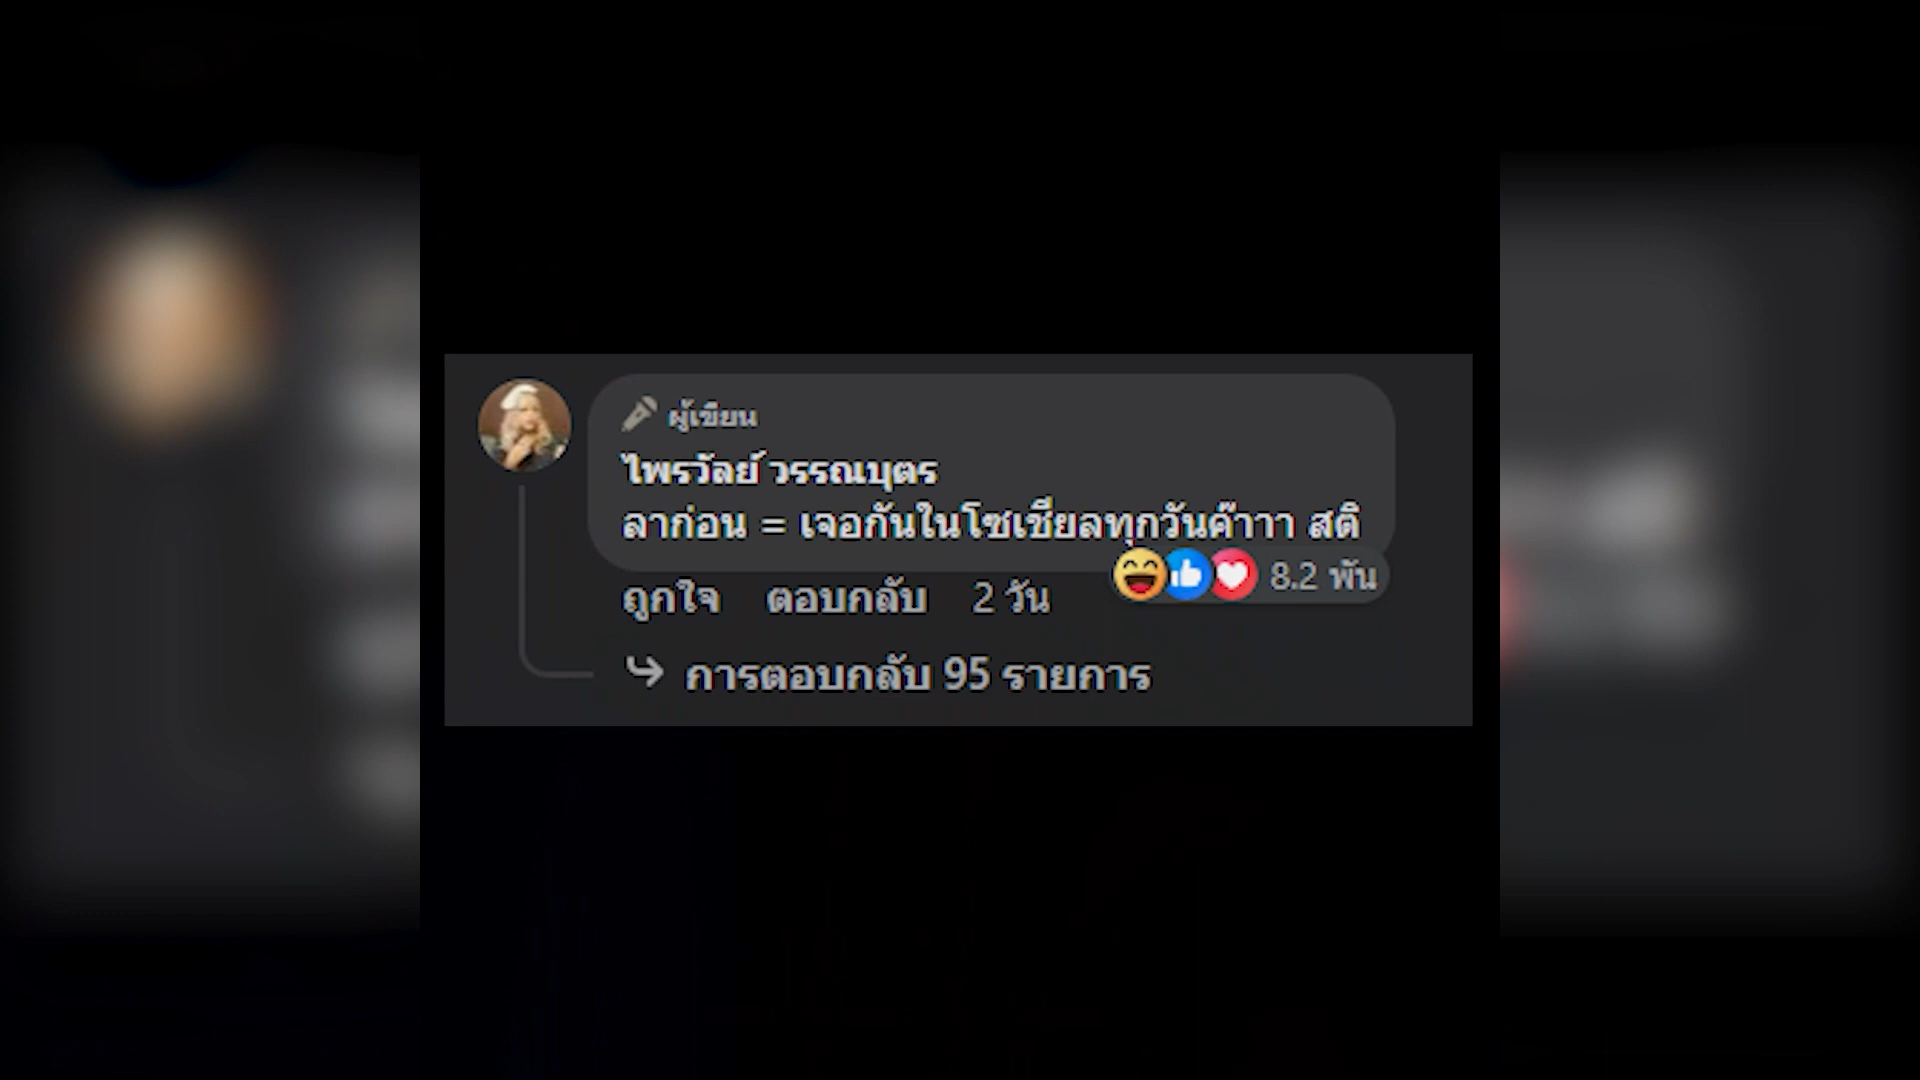 ผู้เขียน
ไพรวัลย์ วรรณบุตร
ลาก่อน = เจอกันในโซเชี่ยลทุกวันค๊าาา สติ
8.2 พัน
ถูกใจ ตอบกลับ 2 วัน
การตอบกลับ 95 รายการ